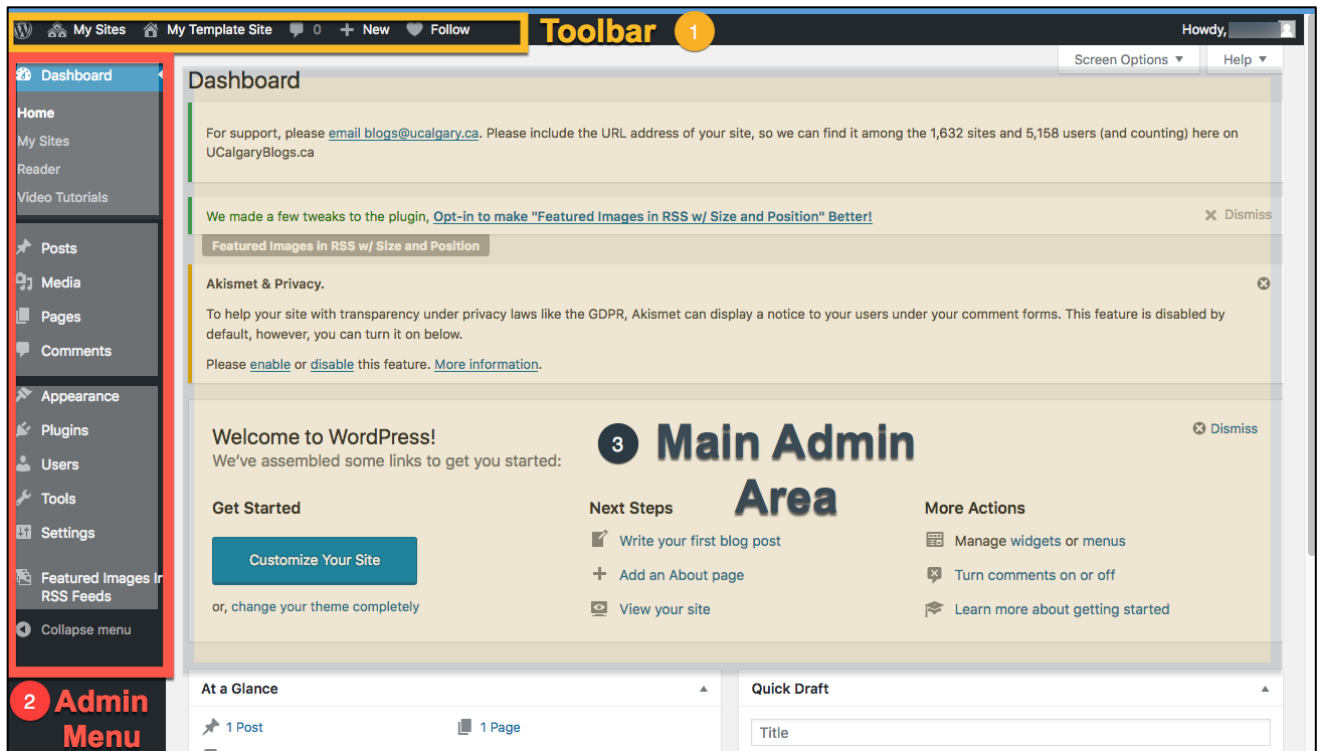 My Sites My Template Site 0 New Follow Toolbar 1 Howdy,
Screen Options Help
Dashboard
Home
My Sites
Reader
Video Tutorials
Posts
Media
Pages
Comments
Appearance
Plugins
Users
Tools
Settings
Featured Images In
RSS Feeds
Collapse menu
2 Admin
Menu
Dashboard
For support, please email blogs@ucalgary.ca. Please include the URL address of your site, so we can find it among the 1,632 sites and 5,158 users (and counting) here on
UCalgaryBlogs.ca
We made a few tweaks to the plugin, Opt-in to make "Featured Images in RSS w/ Size and Position" Better! Dismiss
Featured Images in RSS w/ Size and Position
Akismet & Privacy.
To help your site with transparency under privacy laws like the GDPR, Akismet can display a notice to your users under your comment forms. This feature is disabled by
default, however, you can turn it on below.
Please enable or disable this feature. More information.
Welcome to WordPress!
We've assembled some links to get you started:
Dismiss
3 Main Admin
Area
Get Started
Customize Your Site
or, change your theme completely
Next Steps
Write your first blog post
Add an About page
View your site
More Actions
Manage widgets or menus
Turn comments on or off
Learn more about getting started
At a Glance
1 Post 1 Page
Quick Draft
Title